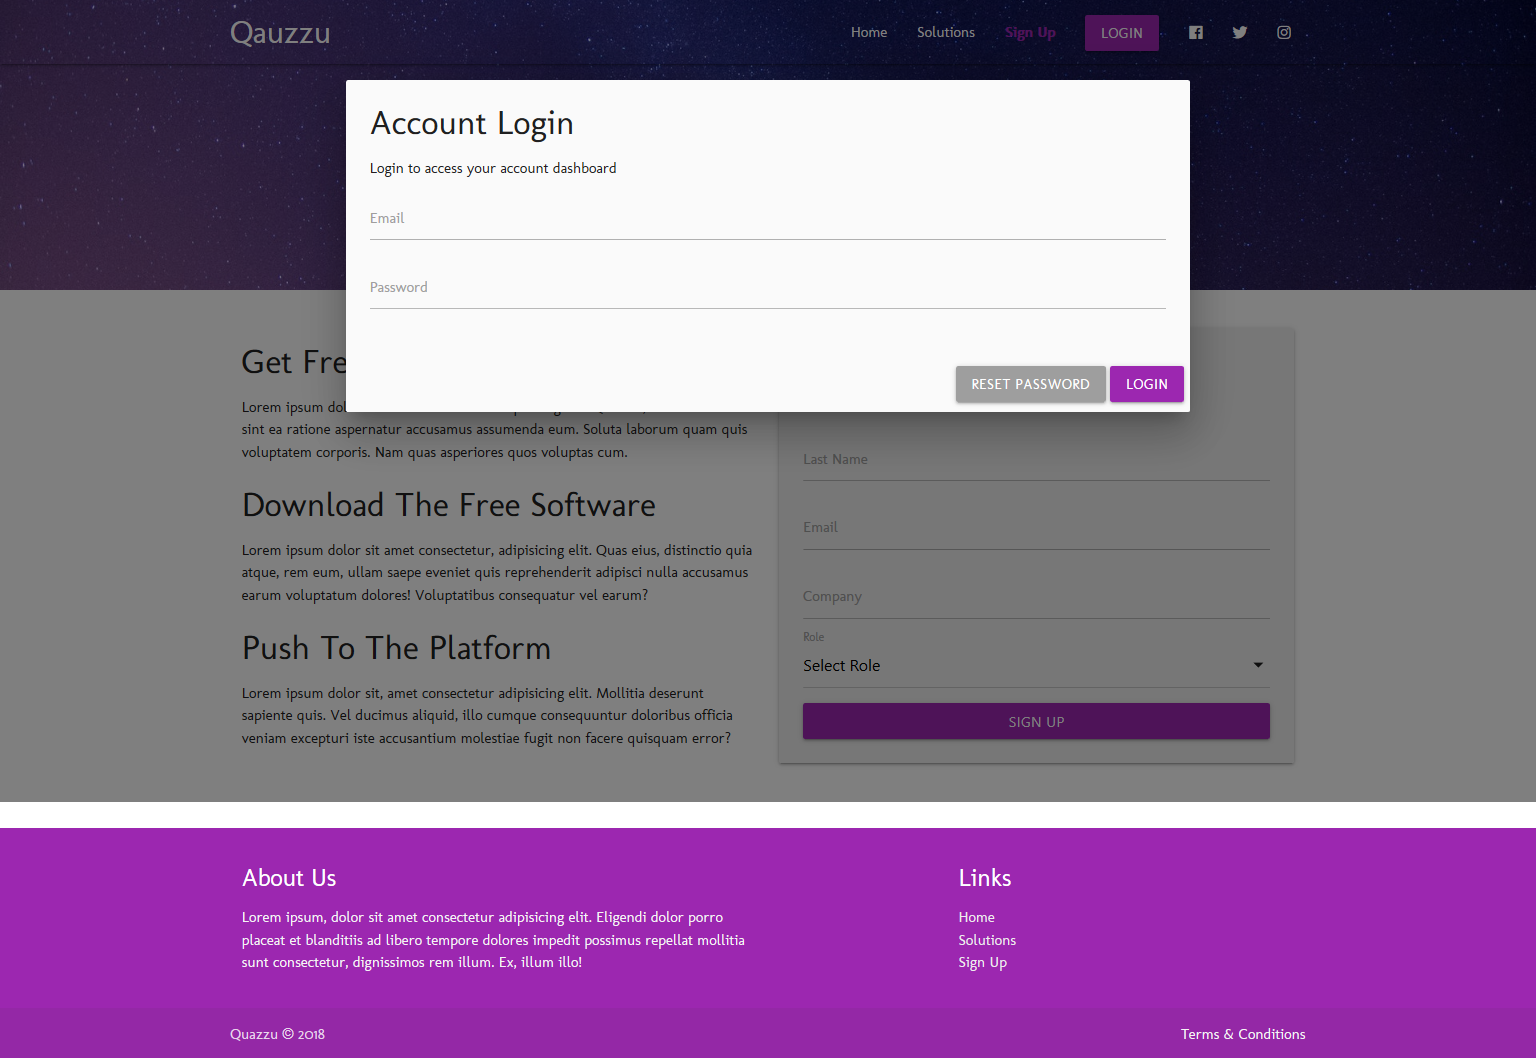 Qauzzu
Home
Solutions
Sign Up
LOGIN
Account Login
Login to access your account dashboard
Email
Password
RESET PASSWORD
LOGIN
Get Fre
Lorem ipsum dol
sint ea ratione aspernatur accusamus assumenda eum. Soluta laborum quam quis
voluptatem corporis. Nam quas asperiores quos voluptas cum.
Download The Free Software
Lorem ipsum dolor sit amet consectetur, adipisicing elit. Quas eius, distinctio quia
atque, rem eum, ullam saepe eveniet quis reprehenderit adipisci nulla accusamus
earum voluptatum dolores! Voluptatibus consequatur vel earum?
Push To The Platform
Lorem ipsum dolor sit, amet consectetur adipisicing elit. Mollitia deserunt
sapiente quis. Vel ducimus aliquid, illo cumque consequuntur doloribus officia
veniam excepturi iste accusantium molestiae fugit non facere quisquam error?
Last Name
Email
Company
Role
Select Role
SIGN UP
About Us
Lorem ipsum, dolor sit amet consectetur adipisicing elit. Eligendi dolor porro
placeat et blanditiis ad libero tempore dolores impedit possimus repellat mollitia
sunt consectetur, dignissimos rem illum. Ex, illum illo!
Links
Home
Solutions
Sign Up
Quazzu © 2018
Terms & Conditions